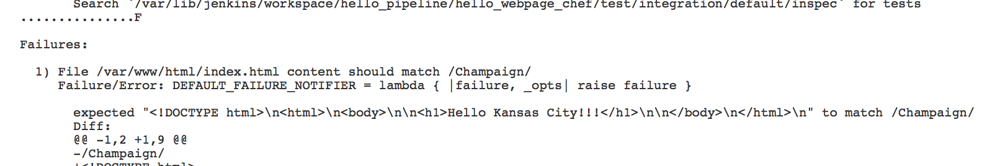 Search `/var/lib/jenkins/workspace/hello_pipeline/hello_webpage_chef/test/integration/default/inspec` for tests
...............F
Failures:
1) File /var/www/html/index.html content should match /Champaign/
Failure/Error: DEFAULT_FAILURE_NOTIFIER = lambda { |failure, _opts| raise failure }
expected "<!DOCTYPE html>\n<html>\n<body>\n\n<h1>Hello Kansas City!!!</h1>\n\n</body>\n</html>\n" to match /Champaign/
Diff:
@@ -1,2 +1,9 @@
-/Champaign/
+<!DOCTYPE html>